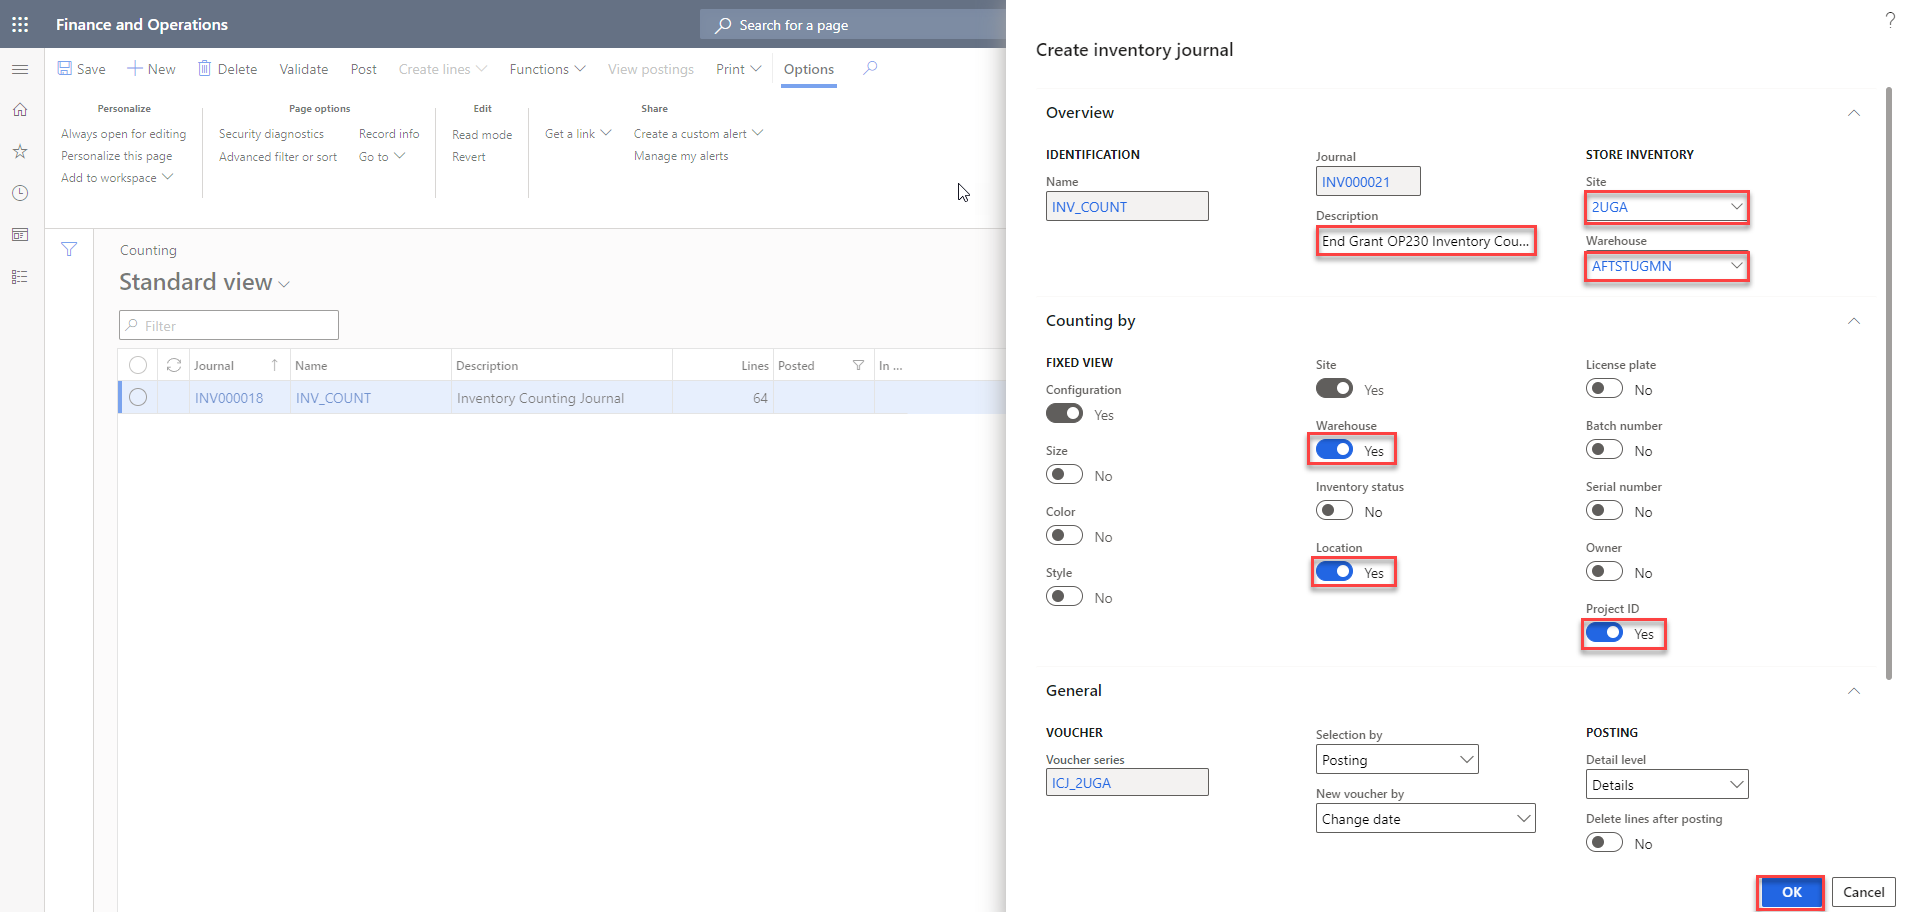 Finance and Operations
Search for a page
?
Save
New
Delete
Validate
Post
Create lines
Functions
View postings
Print
Options
Personalize
Always open for editing
Personalize this page
Add to workspace
Page options
Security diagnostics
Advanced filter or sort
Record info
Go to
Edit
Read mode
Revert
Get a link
Share
Create a custom alert
Manage my alerts
Counting
Standard view
Filter
Journal Name Description Lines Posted In ...
INV000018 INV_COUNT Inventory Counting Journal 64
Create inventory journal
Overview
IDENTIFICATION
Name
INV_COUNT
Journal
INV000021
Description
End Grant OP230 Inventory Cou...
STORE INVENTORY
Site
2UGA
Warehouse
AFTSTUGMN
Counting by
FIXED VIEW
Configuration
Yes
Size
No
Color
No
Style
No
Site
Yes
Warehouse
Yes
Inventory status
No
Location
Yes
License plate
No
Batch number
No
Serial number
No
Owner
No
Project ID
Yes
General
VOUCHER
Voucher series
ICJ_2UGA
Selection by
Posting
New voucher by
Change date
POSTING
Detail level
Details
Delete lines after posting
No
OK
Cancel